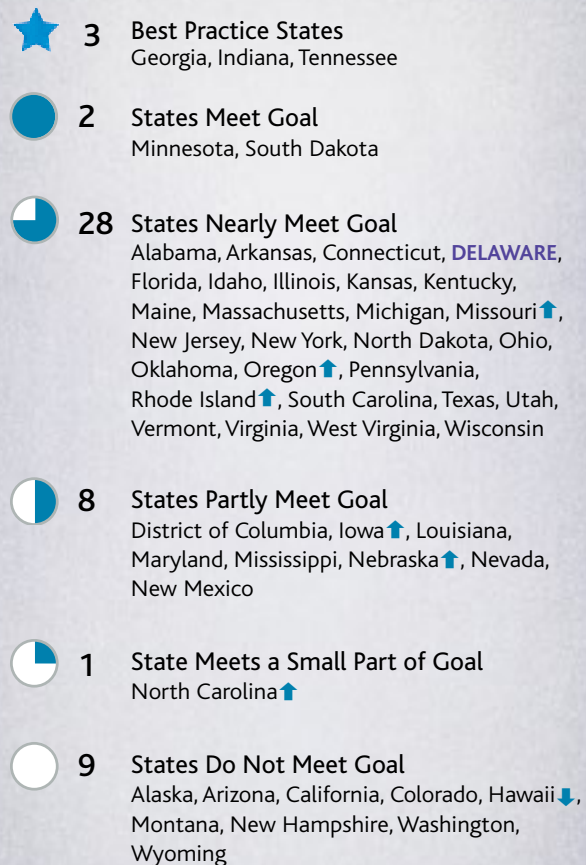 3 Best Practice States
Georgia, Indiana, Tennessee
2 States Meet Goal
Minnesota, South Dakota
28 States Nearly Meet Goal
Alabama, Arkansas, Connecticut, DELAWARE,
Florida, Idaho, Illinois, Kansas, Kentucky,
Maine, Massachusetts, Michigan, Missouri⬆,
New Jersey, New York, North Dakota, Ohio,
Oklahoma, Oregon⬆, Pennsylvania,
Rhode Island⬆, South Carolina, Texas, Utah,
Vermont, Virginia, West Virginia, Wisconsin
8 States Partly Meet Goal
District of Columbia, Iowa⬆, Louisiana,
Maryland, Mississippi, Nebraska⬆, Nevada,
New Mexico
1 State Meets a Small Part of Goal
North Carolina⬆
9 States Do Not Meet Goal
Alaska, Arizona, California, Colorado, Hawaii⬇,
Montana, New Hampshire, Washington,
Wyoming